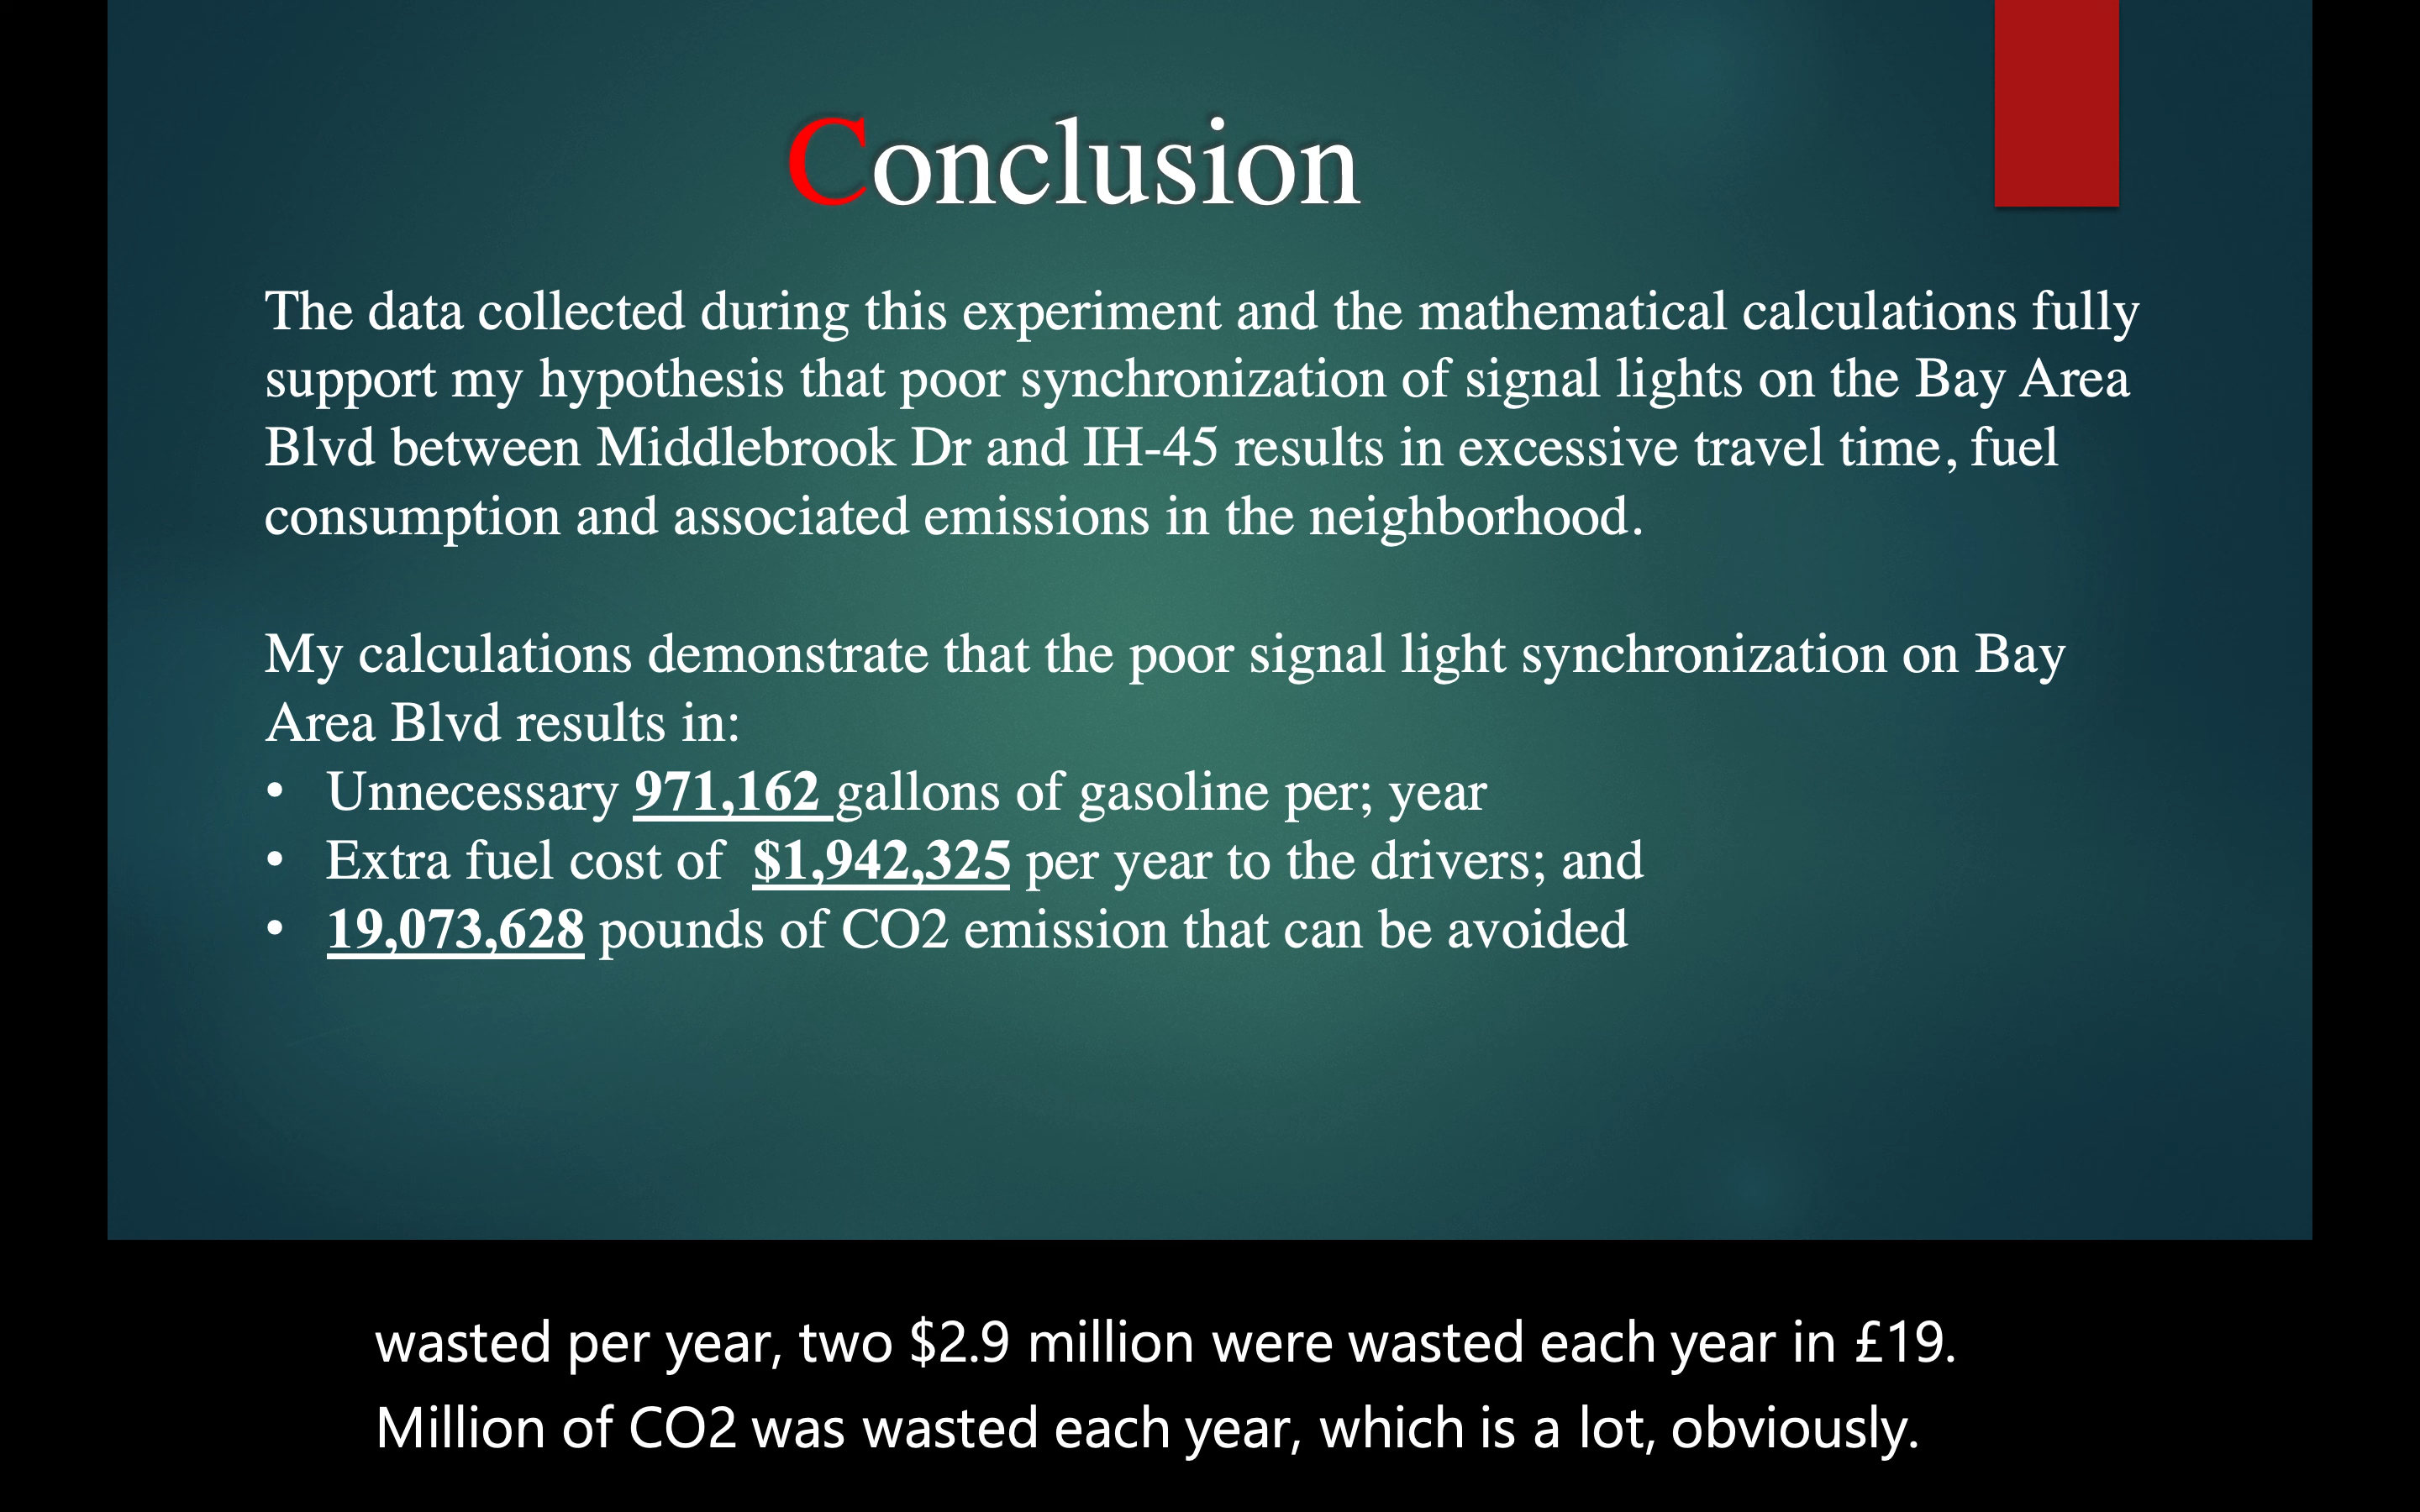 Conclusion
The data collected during this experiment and the mathematical calculations fully
support my hypothesis that poor synchronization of signal lights on the Bay Area
Blvd between Middlebrook Dr and IH-45 results in excessive travel time, fuel
consumption and associated emissions in the neighborhood.
My calculations demonstrate that the poor signal light synchronization on Bay
Area Blvd results in:
• Unnecessary 971,162 gallons of gasoline per; year
• Extra fuel cost of $1,942,325 per year to the drivers; and
• 19,073,628 pounds of CO2 emission that can be avoided
wasted per year, two $2.9 million were wasted each year in £19.
Million of CO2 was wasted each year, which is a lot, obviously.